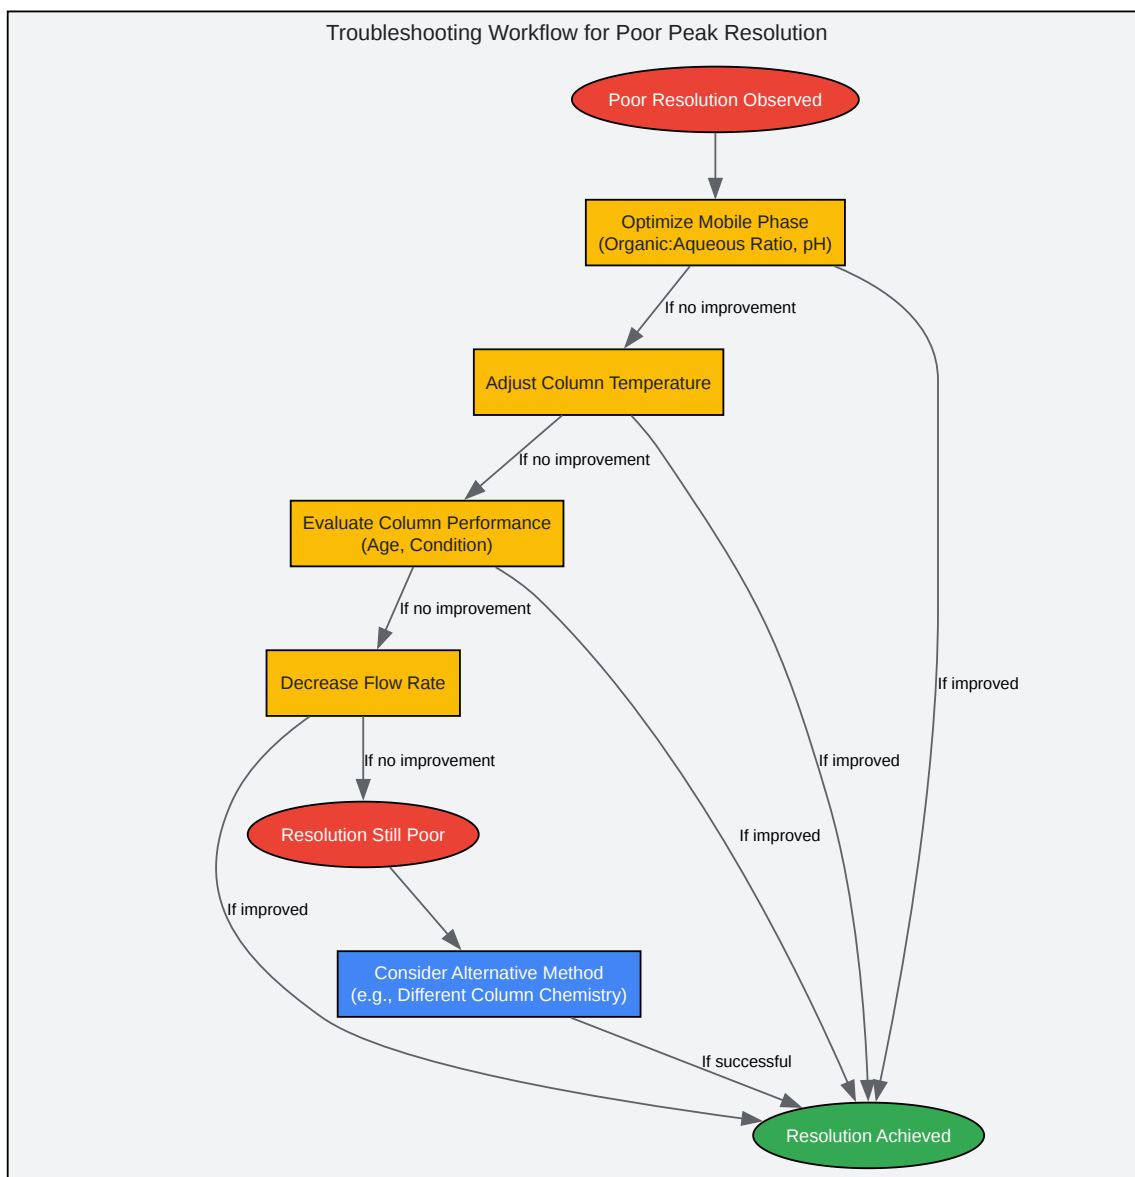 Troubleshooting Workflow for Poor Peak Resolution
Poor Resolution Observed
Optimize Mobile Phase
(Organic:Aqueous Ratio, pH)
If no improvement
Adjust Column Temperature
If no improvement
Evaluate Column Performance
(Age, Condition)
If no improvement
Decrease Flow Rate
If improved
If no improvement
If improved
Resolution Still Poor
If improved
If improved
Consider Alternative Method
(e.g., Different Column Chemistry)
If successful
Resolution Achieved